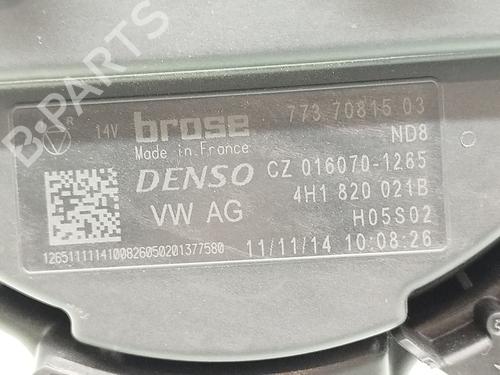 14V brose 773 70815 03
Made in France ND8
DENSO CZ 016070-1265
VW AG 4H1 820 021B
H05S02
1265111114100826050201377580 11/11/14 10:08:26
B-PARTS